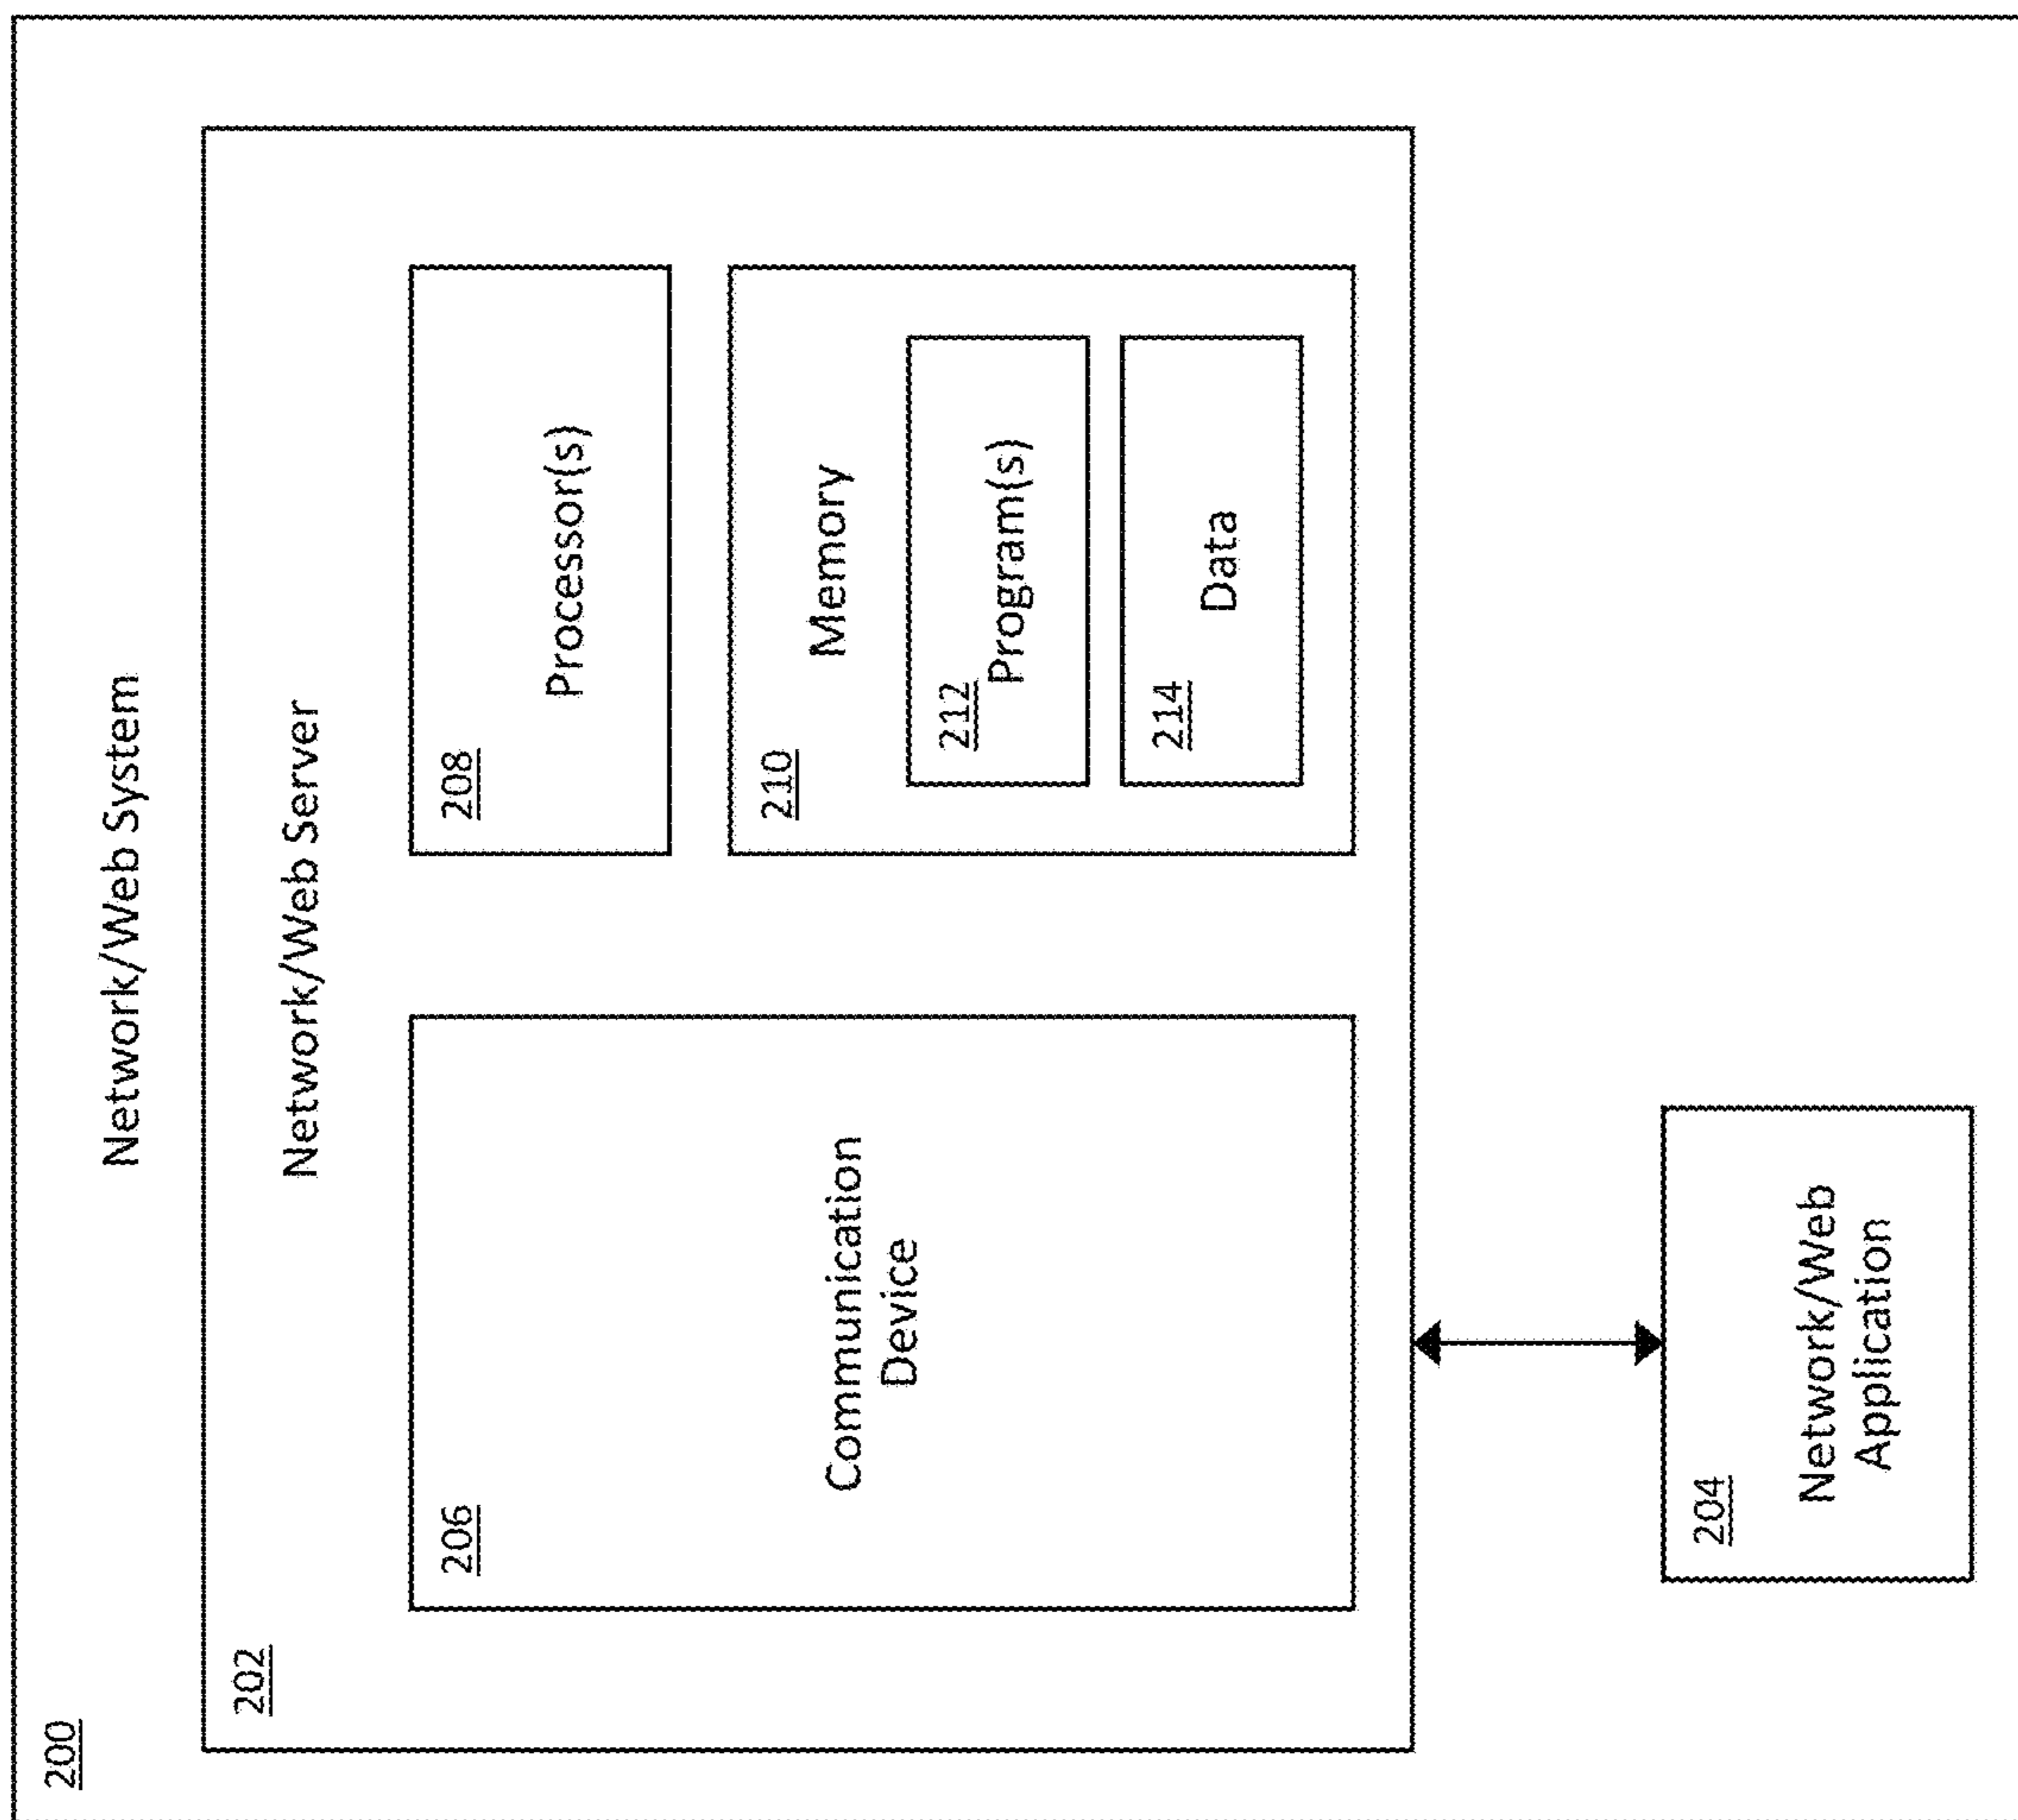 200
Network/Web System
202
Network/Web Server
206
Communication
Device
208
Processor(s)
210
Memory
212
Program(s)
214
Data
204
Network/Web
Application